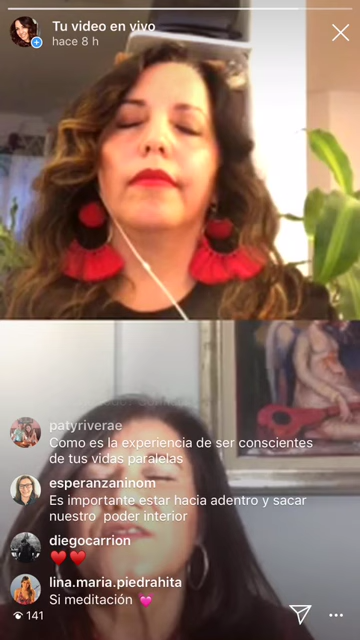 Tu video en vivo
hace 8 h
patyriverae
Como es la experiencia de ser conscientes
de tus vidas paralelas
esperanzaninom
Es importante estar hacia adentro y sacar
nuestro poder interior
diegocarrion
❤️❤️
lina.maria.piedrahita
Si meditación 💓
141